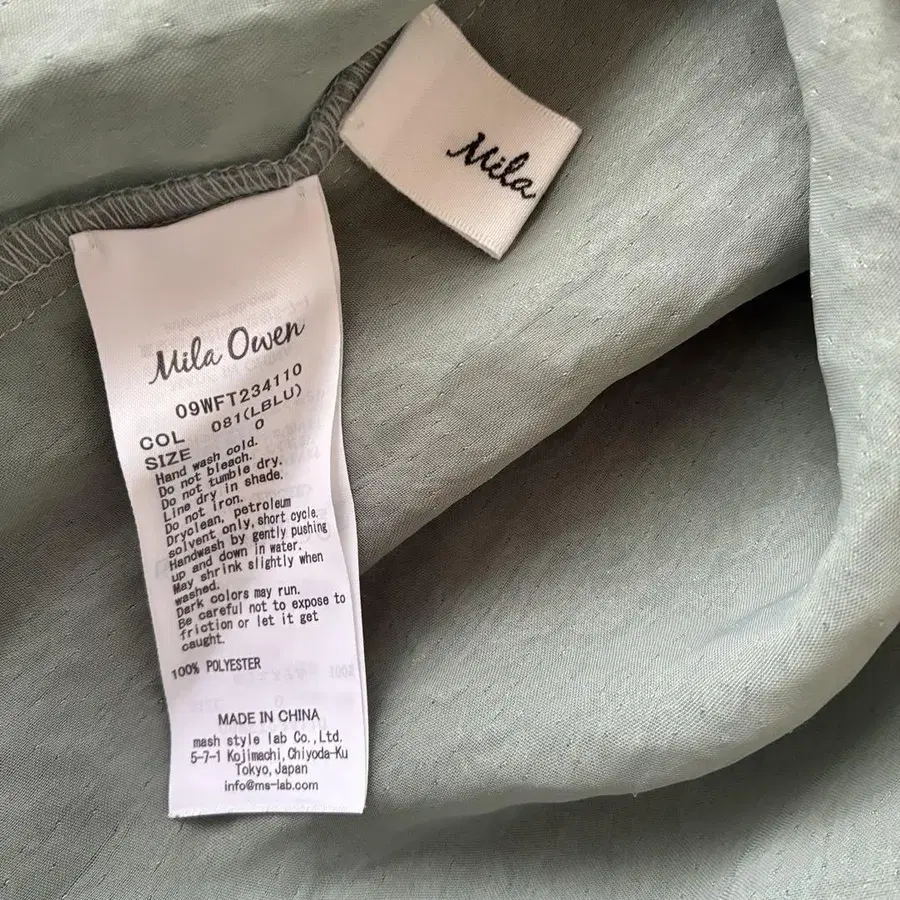 Mila
Mila Owen
09WFT234110
COL 081(LBLU)
SIZE 0
Hand wash cold.
Do not bleach.
Do not tumble dry.
Line dry in shade.
Do not iron.
Dryclean, petroleum
solvent only, short cycle.
Handwash by gently pushing
up and down in water.
May shrink slightly when
washed.
Dark colors may run.
Be careful not to expose to
friction or let it get
caught.
100% POLYESTER
MADE IN CHINA
mash style lab Co.,Ltd.
5-7-1 Kojimachi,Chiyoda-Ku
Tokyo,Japan
info@ms-lab.com